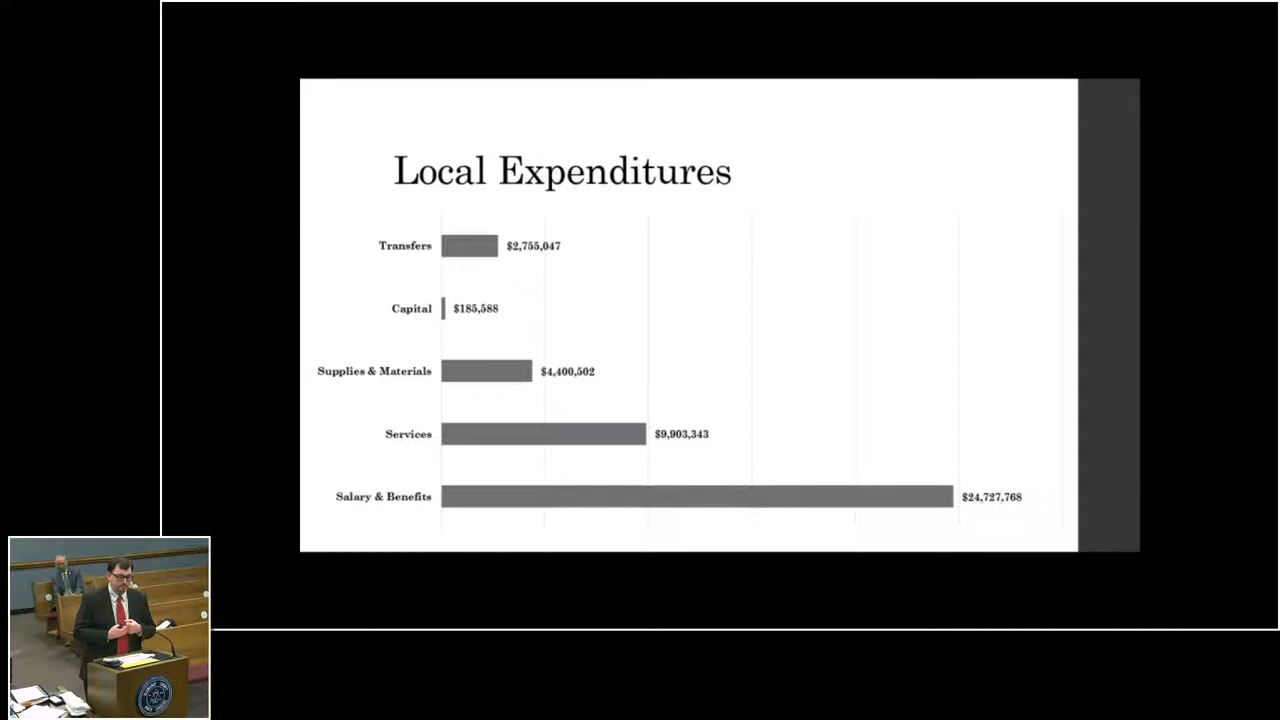 Local Expenditures
Transfers $2,755,047
Capital $185,588
Supplies & Materials $4,400,502
Services $9,903,343
Salary & Benefits $24,727,768